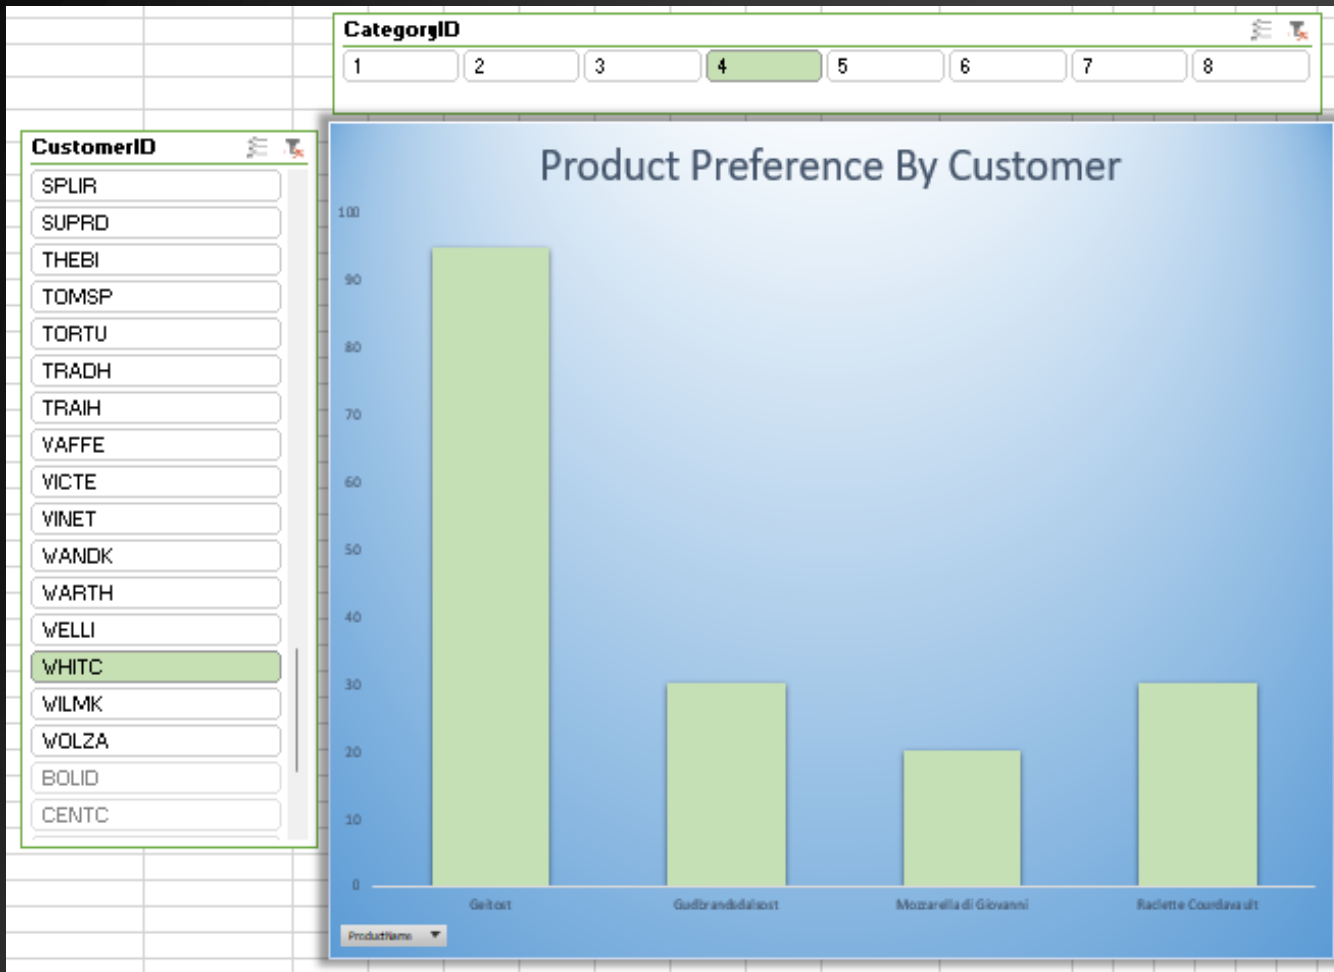 CategoryID
1 2 3 4 5 6 7 8
CustomerID
SPLIR
SUPRD
THEBI
TOMSP
TORTU
TRADH
TRAIH
VAFFE
VICTE
VINET
WANDK
WARTH
WELLI
WHITC
WILMK
WOLZA
BOLID
CENTC
Product Preference By Customer
100
90
80
70
60
50
40
30
20
10
0
Geitost Gudbrandsdalsost Mozzarella di Giovanni Raclette Courdavault
ProductName